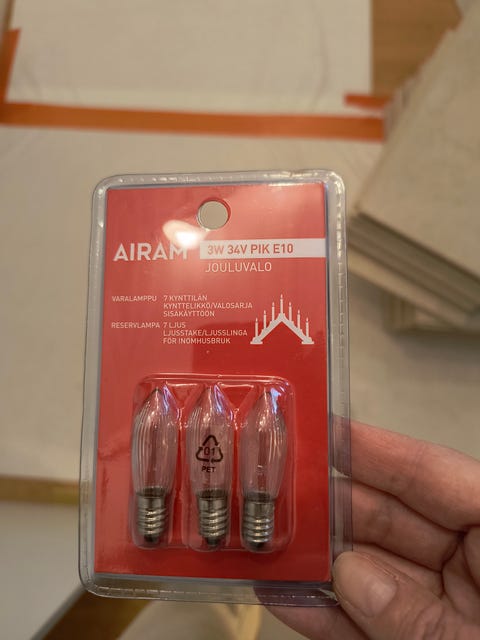 AIRAM 3W 34V PIK E10
JOULUVALO
VARALAMPPU 7 KYNTTILÄN
KYNTTELIKKÖ/VALOSARJA
SISÄKÄYTTÖÖN
RESERVLAMPA 7 LJUS
LJUSSTAKE/LJUSSLINGA
FÖR INOMHUSBRUK
01
PET